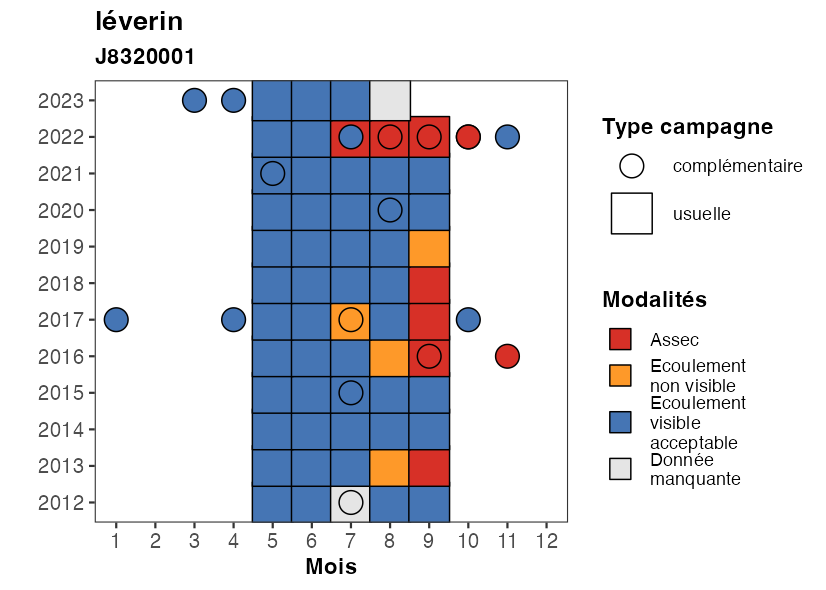 léverin
J8320001
2023
2022
2021
2020
2019
2018
2017
2016
2015
2014
2013
2012
1 2 3 4 5 6 7 8 9 10 11 12
Mois
Type campagne
complémentaire
usuelle
Modalités
Assec
Ecoulement
non visible
Ecoulement
visible
acceptable
Donnée
manquante